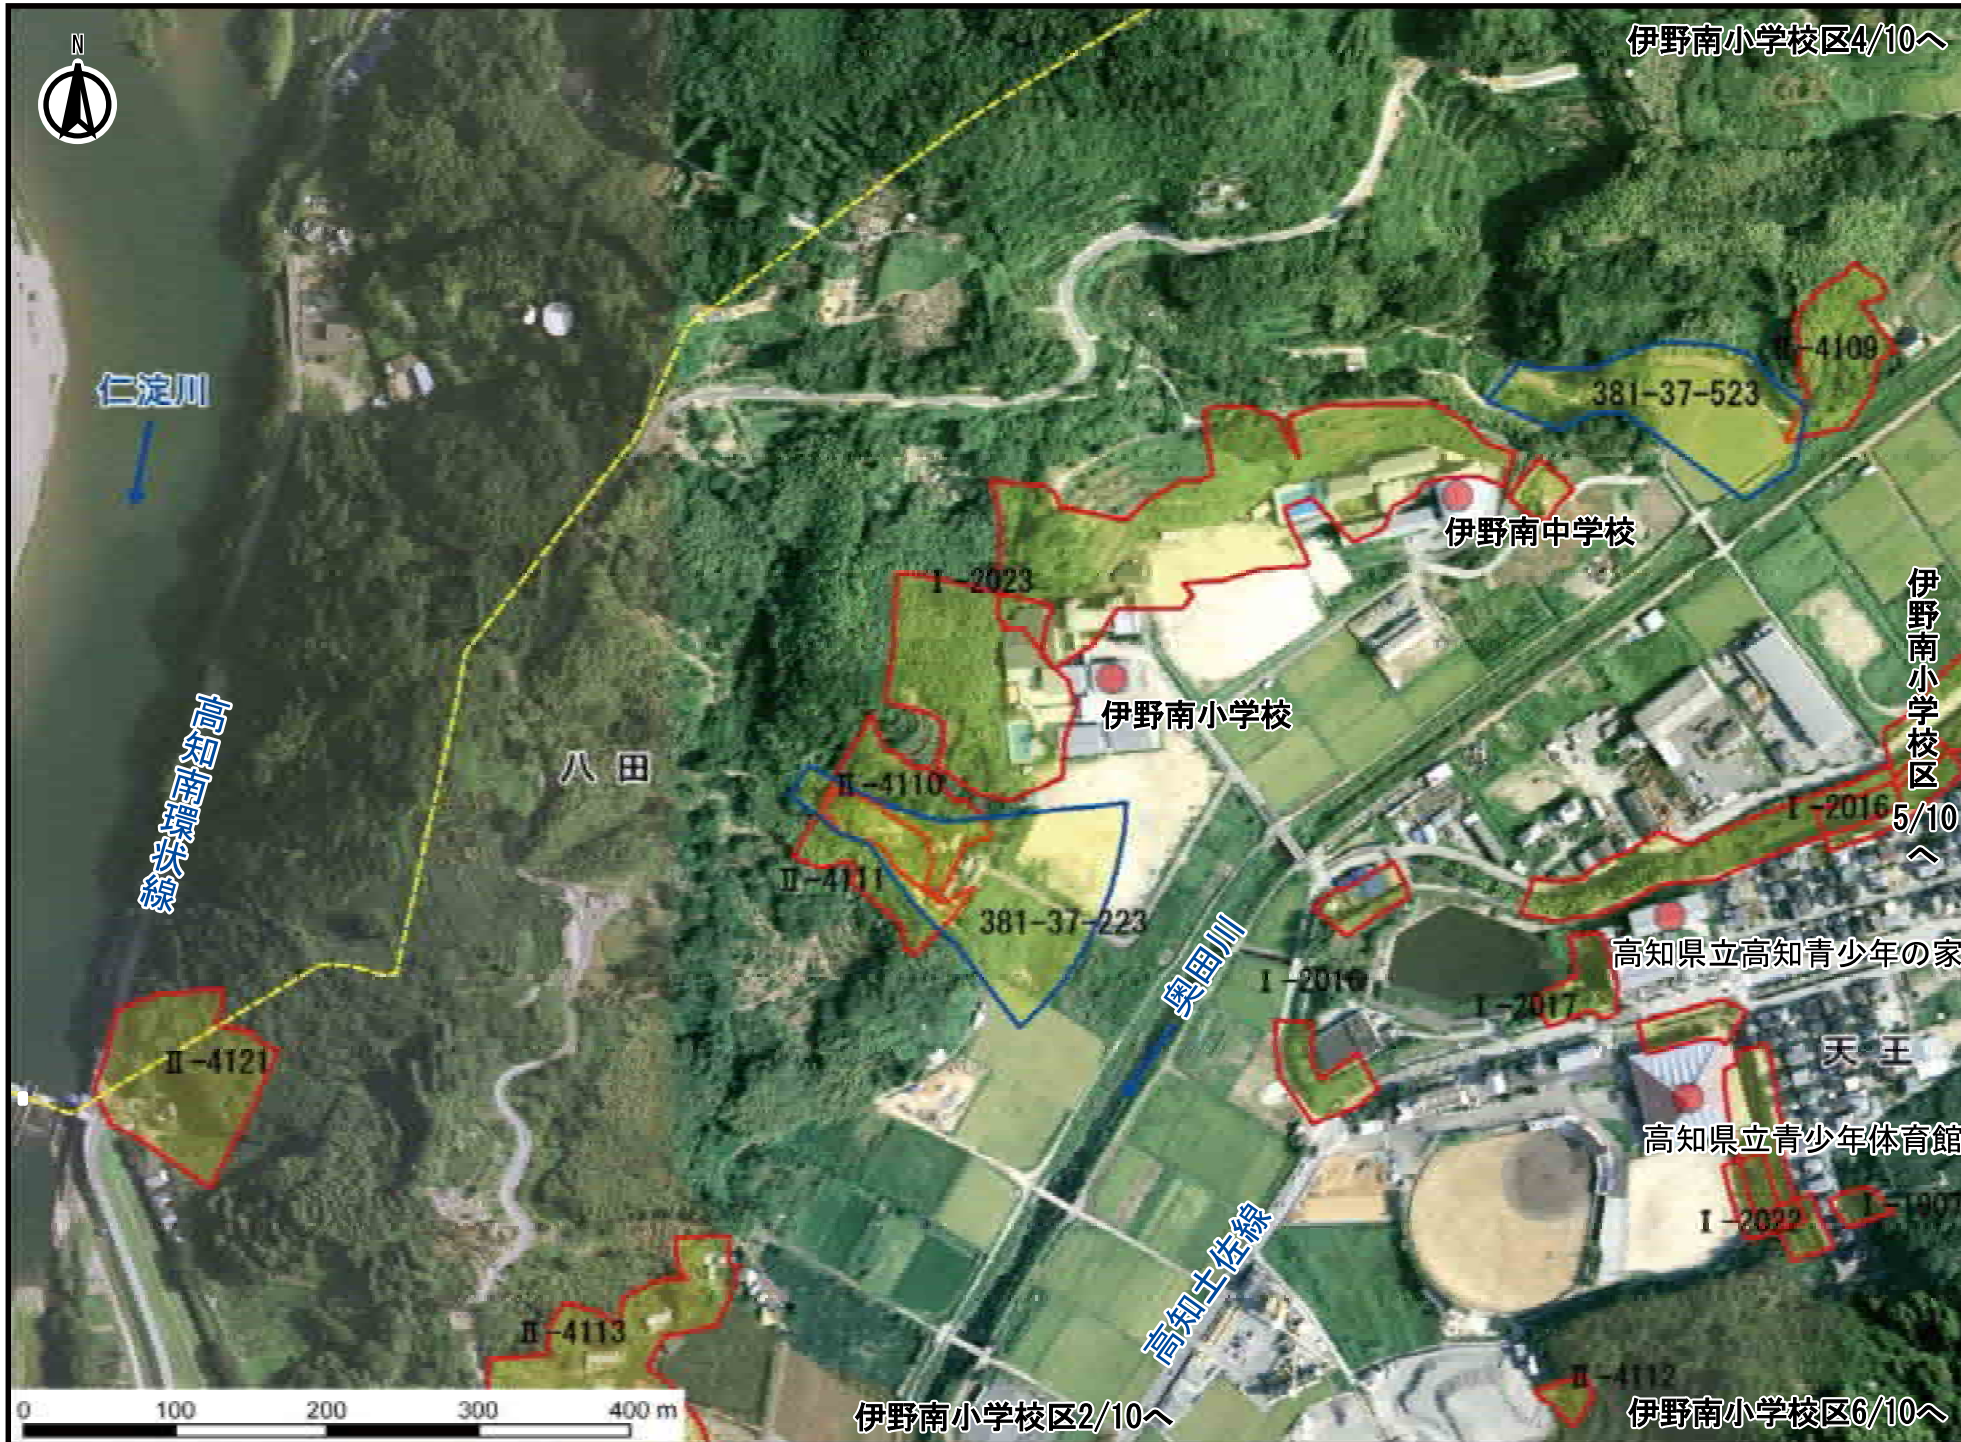 伊野南小学校区4/10へ
N
Ⅱ-4109
仁淀川
381-37-523
伊野南中学校
Ⅰ-2023
伊野南小学校区5/10へ
伊野南小学校
高知南環状線
八田
Ⅱ-4110
Ⅰ-2016
Ⅱ-4111
381-37-223
奥田川
高知県立高知青少年の家
Ⅰ-2016
Ⅰ-2017
天王
Ⅱ-4121
高知県立青少年体育館
Ⅰ-2022
Ⅰ-1907
高知土佐線
Ⅱ-4113
Ⅱ-4112
0 100 200 300 400 m
伊野南小学校区2/10へ
伊野南小学校区6/10へ